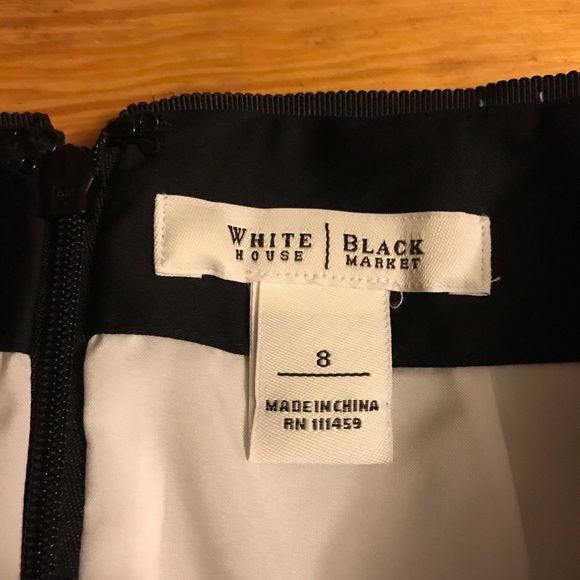 WHITE | BLACK
HOUSE | MARKET
8
MADE IN CHINA
RN 111459